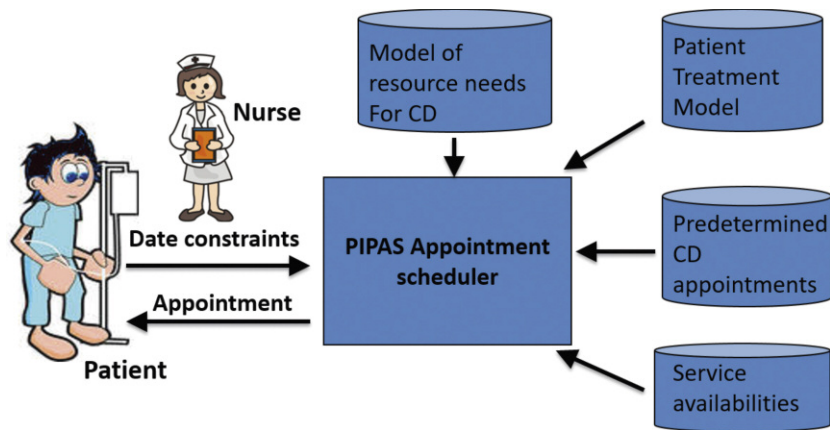 Model of
resource needs
For CD
Patient
Treatment
Model
Nurse
Date constraints
PIPAS Appointment
scheduler
Predetermined
CD
appointments
Appointment
Patient
Service
availabilities